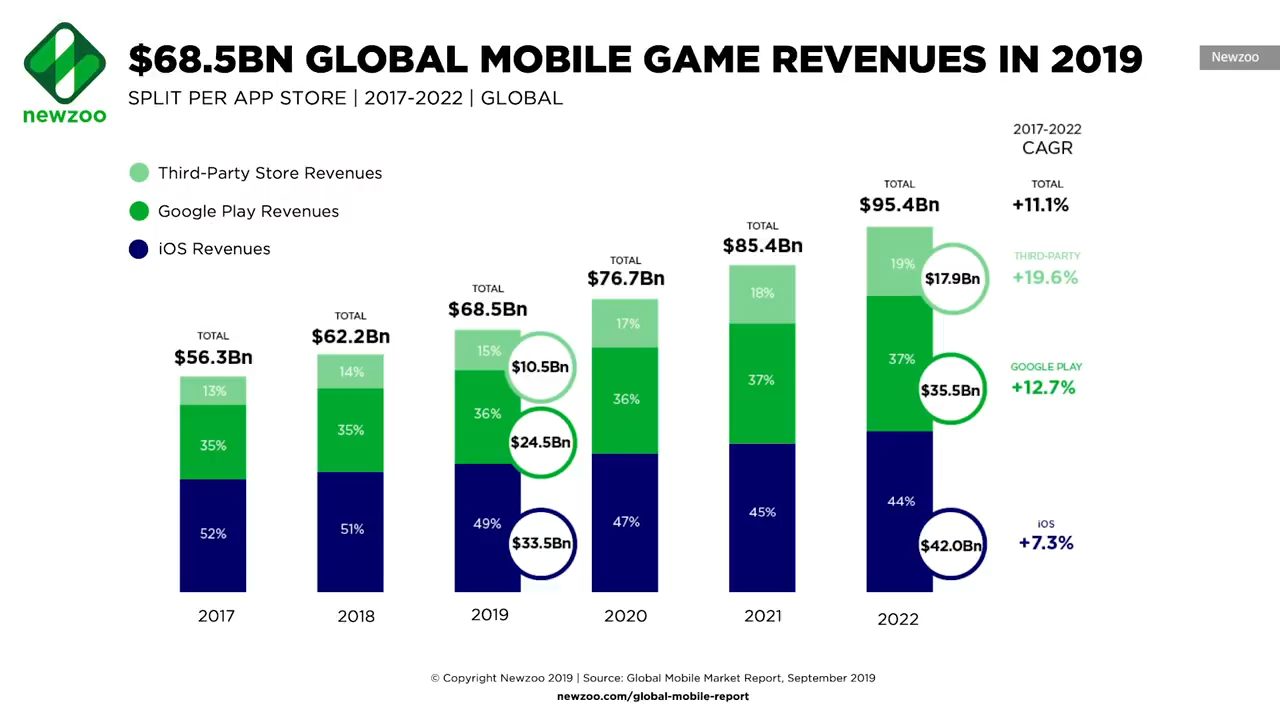 newzoo
$68.5BN GLOBAL MOBILE GAME REVENUES IN 2019
SPLIT PER APP STORE | 2017-2022 | GLOBAL
Newzoo
Third-Party Store Revenues
Google Play Revenues
iOS Revenues
TOTAL
$56.3Bn
13%
35%
52%
2017
TOTAL
$62.2Bn
14%
35%
51%
2018
TOTAL
$68.5Bn
15%
$10.5Bn
36%
$24.5Bn
49%
$33.5Bn
2019
TOTAL
$76.7Bn
17%
36%
47%
2020
TOTAL
$85.4Bn
18%
37%
45%
2021
TOTAL
$95.4Bn
19%
$17.9Bn
37%
$35.5Bn
44%
$42.0Bn
2022
2017-2022
CAGR
TOTAL
+11.1%
THIRD-PARTY
+19.6%
GOOGLE PLAY
+12.7%
iOS
+7.3%
© Copyright Newzoo 2019 | Source: Global Mobile Market Report, September 2019
newzoo.com/global-mobile-report